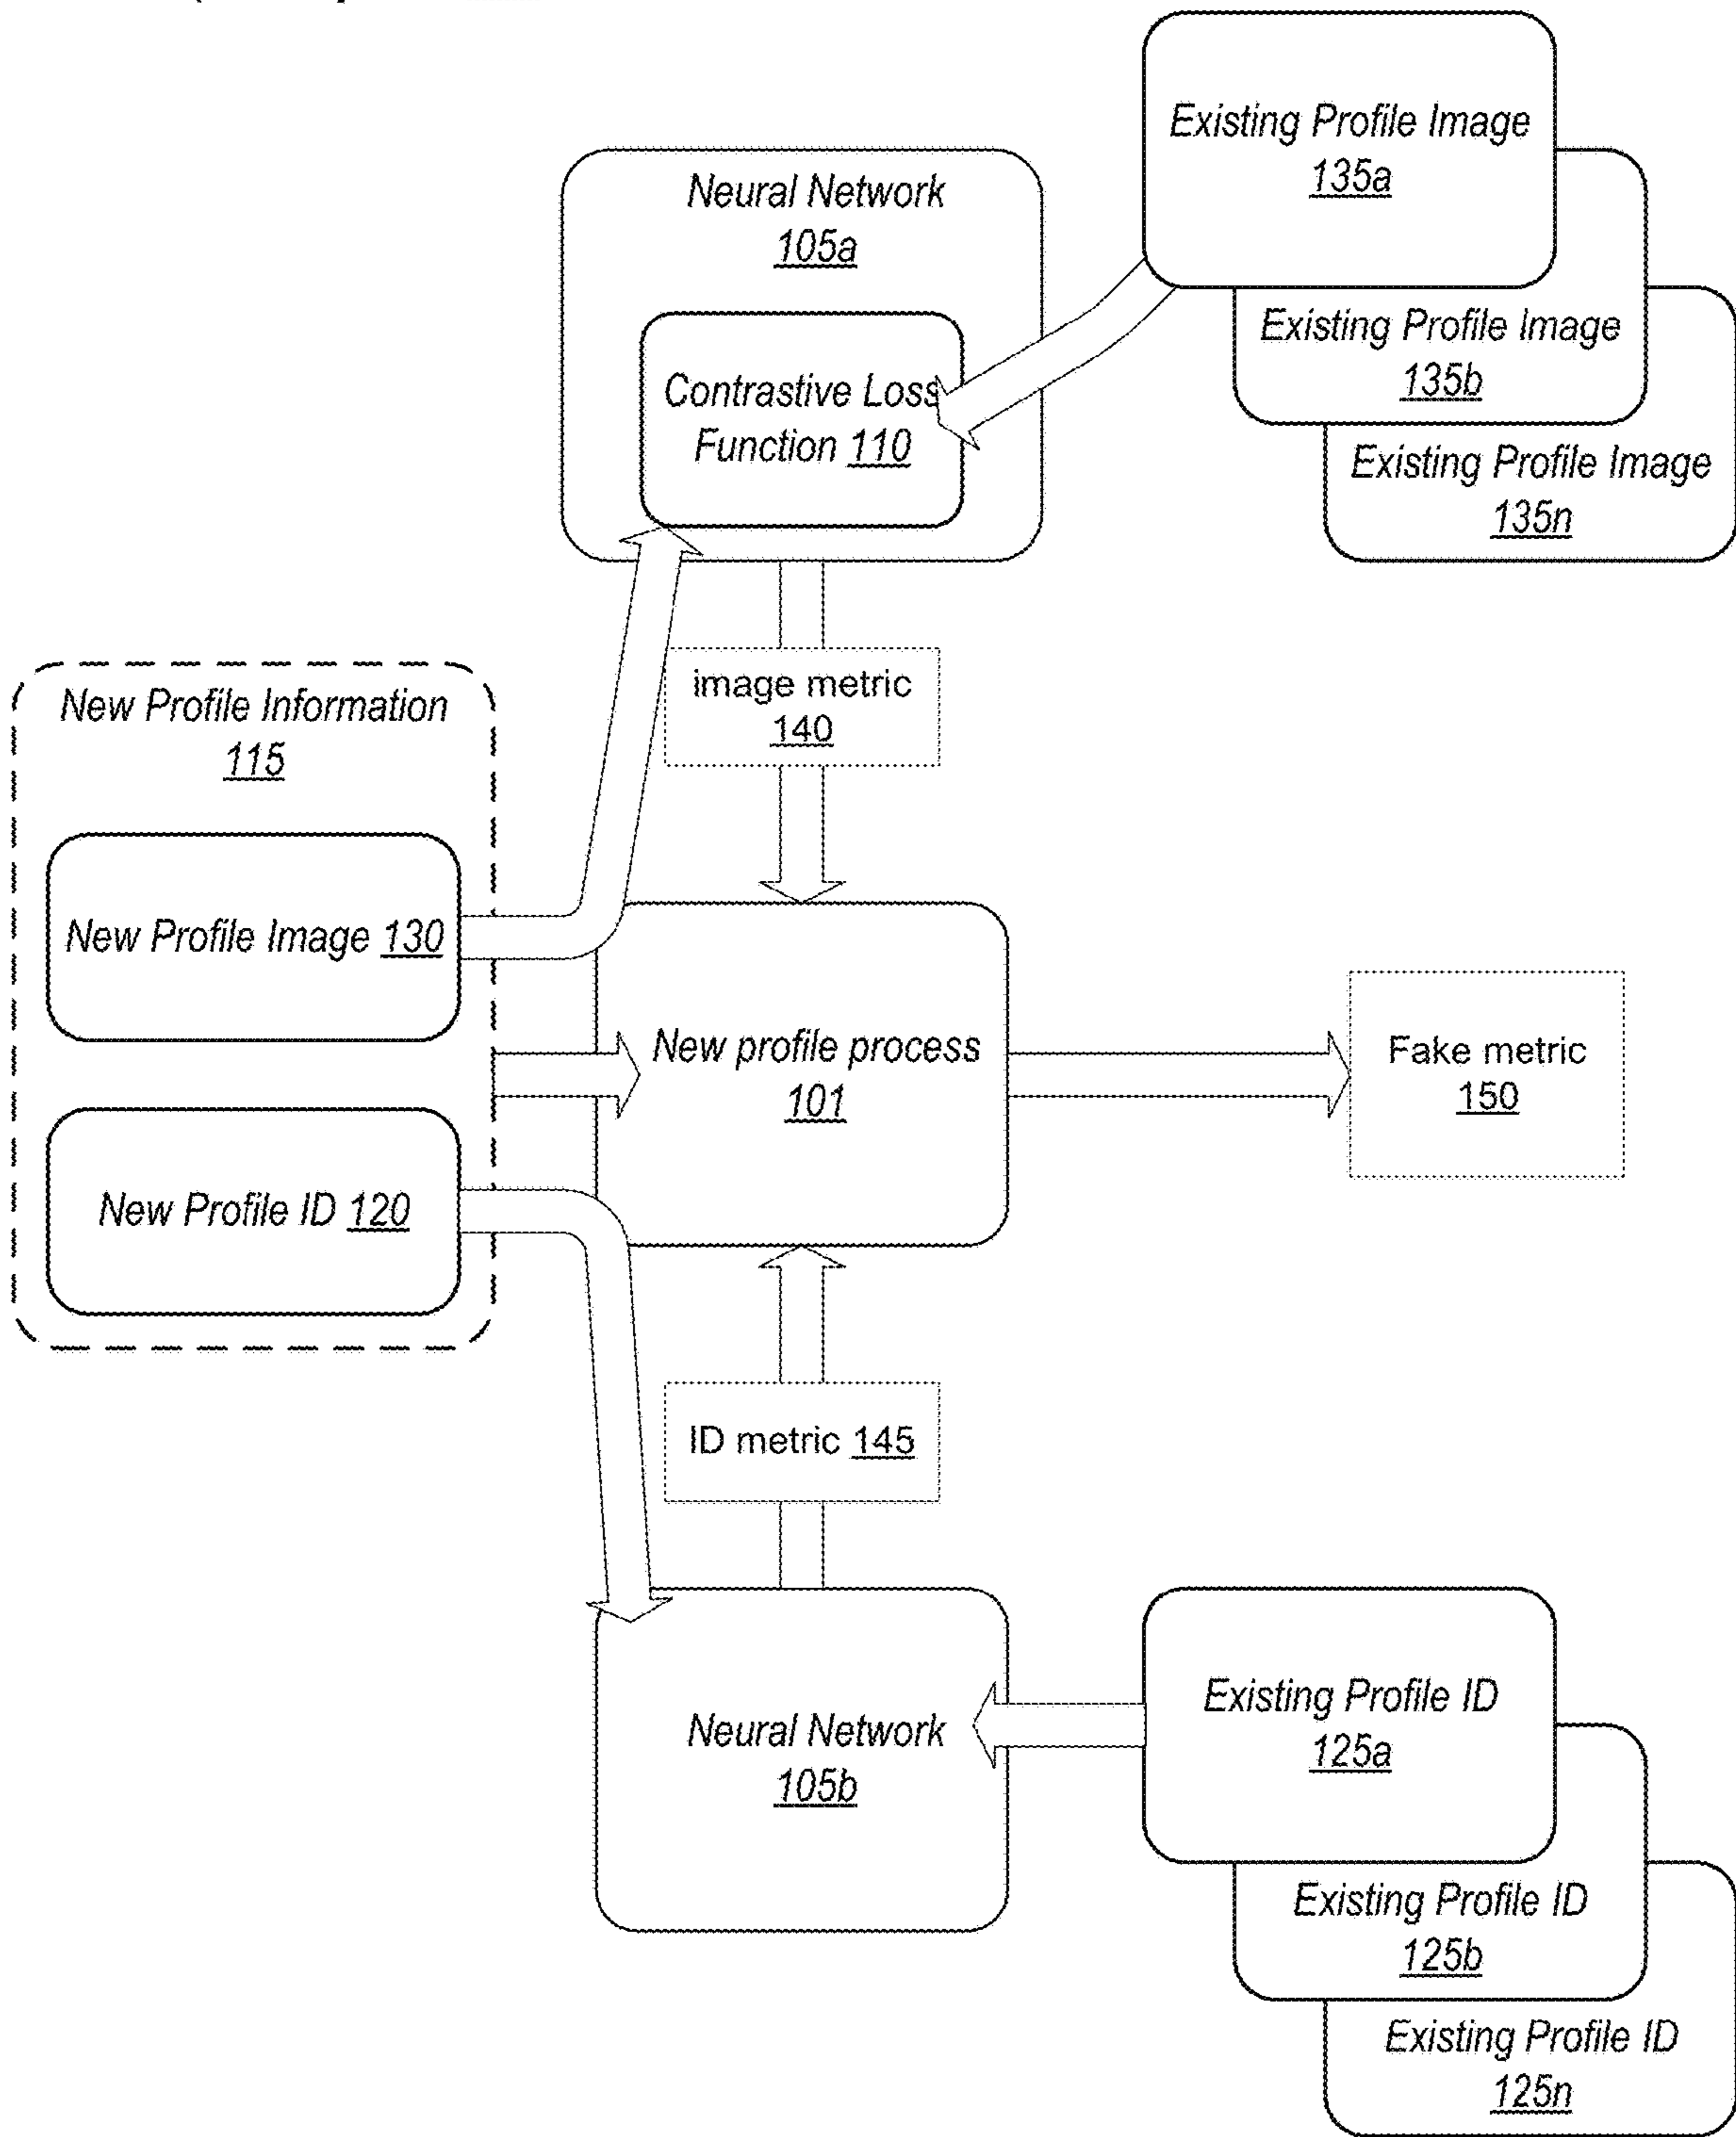 Existing Profile Image
135a
Neural Network
105a
Existing Profile Image
135b
Contrastive Loss
Function 110
Existing Profile Image
135n
image metric
140
New Profile Information
115
New Profile Image 130
New profile process
101
Fake metric
150
New Profile ID 120
ID metric 145
Existing Profile ID
125a
Neural Network
105b
Existing Profile ID
125b
Existing Profile ID
125n